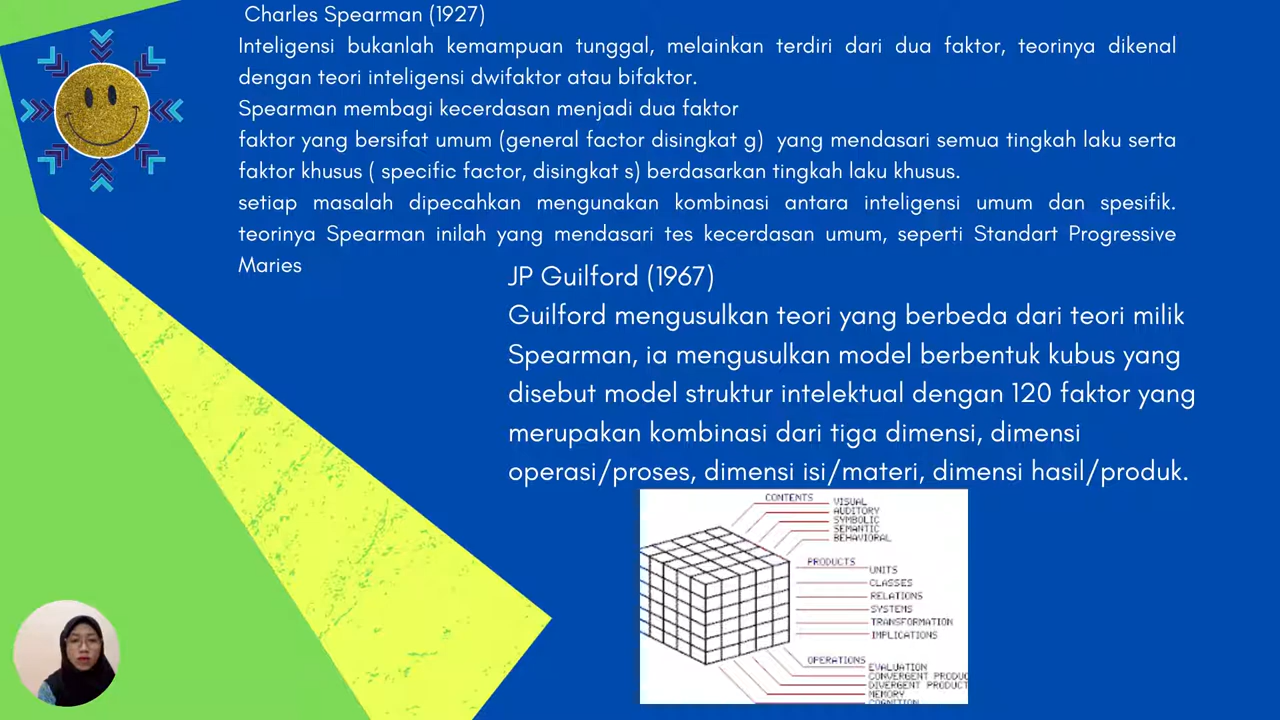 Charles Spearman (1927)
Inteligensi bukanlah kemampuan tunggal, melainkan terdiri dari dua faktor, teorinya dikenal
dengan teori inteligensi dwifaktor atau bifaktor.
Spearman membagi kecerdasan menjadi dua faktor
faktor yang bersifat umum (general factor disingkat g) yang mendasari semua tingkah laku serta
faktor khusus ( specific factor, disingkat s) berdasarkan tingkah laku khusus.
setiap masalah dipecahkan mengunakan kombinasi antara inteligensi umum dan spesifik.
teorinya Spearman inilah yang mendasari tes kecerdasan umum, seperti Standart Progressive
Maries
JP Guilford (1967)
Guilford mengusulkan teori yang berbeda dari teori milik
Spearman, ia mengusulkan model berbentuk kubus yang
disebut model struktur intelektual dengan 120 faktor yang
merupakan kombinasi dari tiga dimensi, dimensi
operasi/proses, dimensi isi/materi, dimensi hasil/produk.
CONTENTS
VISUAL
AUDITORY
SYMBOLIC
SEMANTIC
BEHAVIORAL
PRODUCTS
UNITS
CLASSES
RELATIONS
SYSTEMS
TRANSFORMATION
IMPLICATIONS
OPERATIONS
EVALUATION
CONVERGENT PRODUC
DIVERGENT PRODUCT
MEMORY
COGNITION